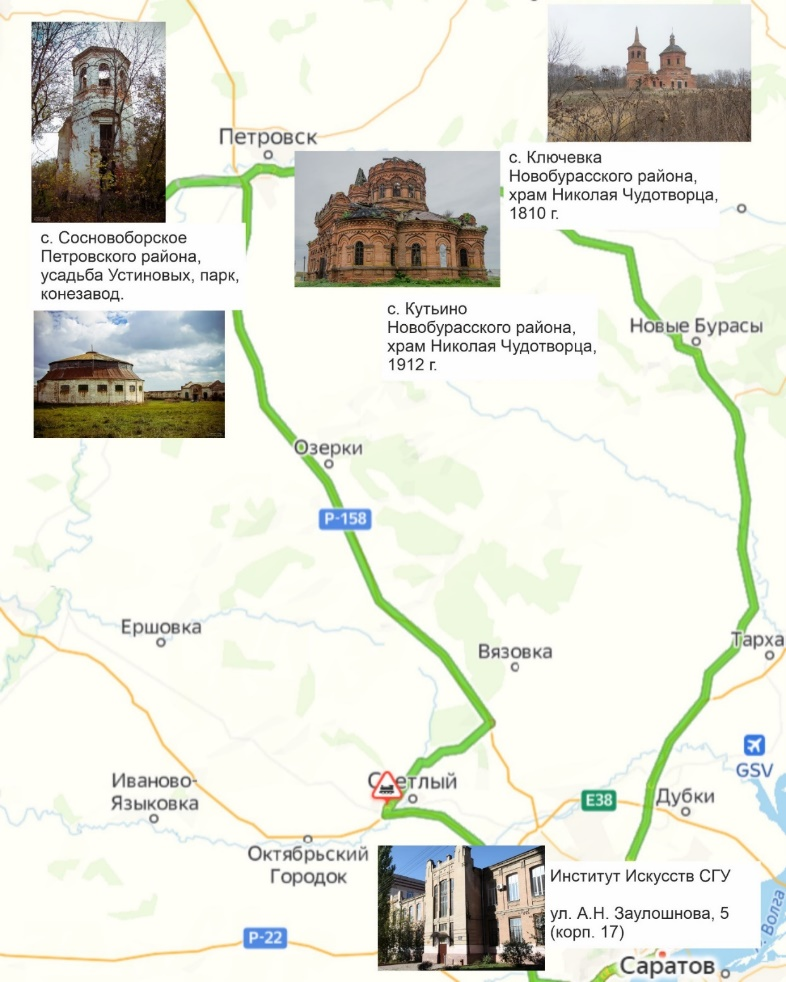 Петровск
с. Ключевка
Новобурасского района,
храм Николая Чудотворца,
1810 г.
с. Сосновоборское
Петровского района,
усадьба Устиновых, парк,
конезавод.
с. Кутьино
Новобурасского района,
храм Николая Чудотворца,
1912 г.
Новые Бурасы
Озерки
Р-158
Ершовка
Вязовка
Тарха
GSV
Иваново-
Языковка
Светлый
E38
Дубки
Октябрьский
Городок
Институт Искусств СГУ
ул. А.Н. Заулошнова, 5
(корп. 17)
Р-22
Волга
Саратов